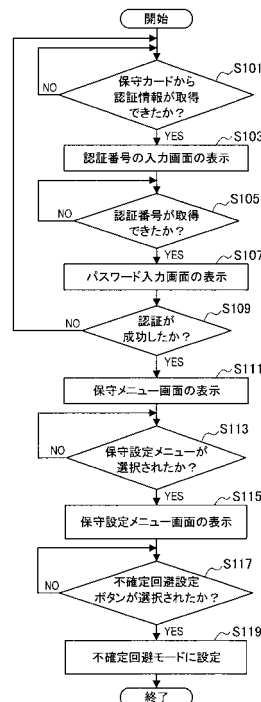 開始
S101
保守カードから
認証情報が取得
できたか?
NO
YES
S103
認証番号の入力画面の表示
S105
認証番号が取得
できたか?
NO
YES
S107
パスワード入力画面の表示
S109
認証が
成功したか?
NO
YES
S111
保守メニュー画面の表示
S113
保守設定メニューが
選択されたか?
NO
YES
S115
保守設定メニュー画面の表示
S117
不確定回避設定
ボタンが選択されたか?
NO
YES
S119
不確定回避モードに設定
終了